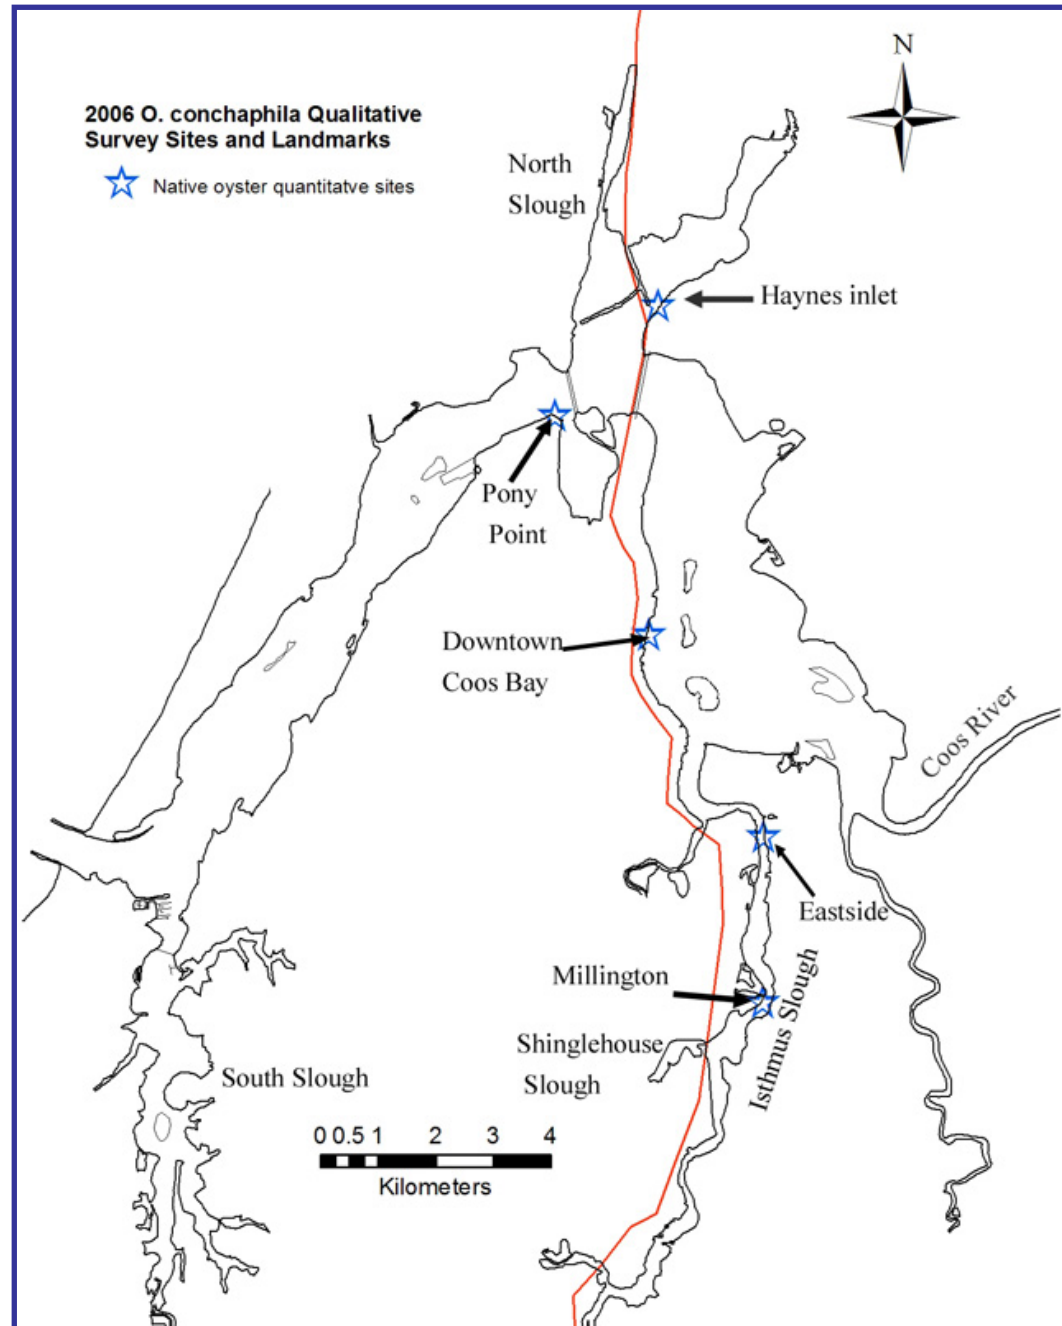 2006 O. conchaphila Qualitative
Survey Sites and Landmarks
Native oyster quantitatve sites
N
North
Slough
Haynes inlet
Pony
Point
Downtown
Coos Bay
Coos River
Eastside
Millington
Isthmus Slough
Shinglehouse
Slough
South Slough
0 0.5 1 2 3 4
Kilometers